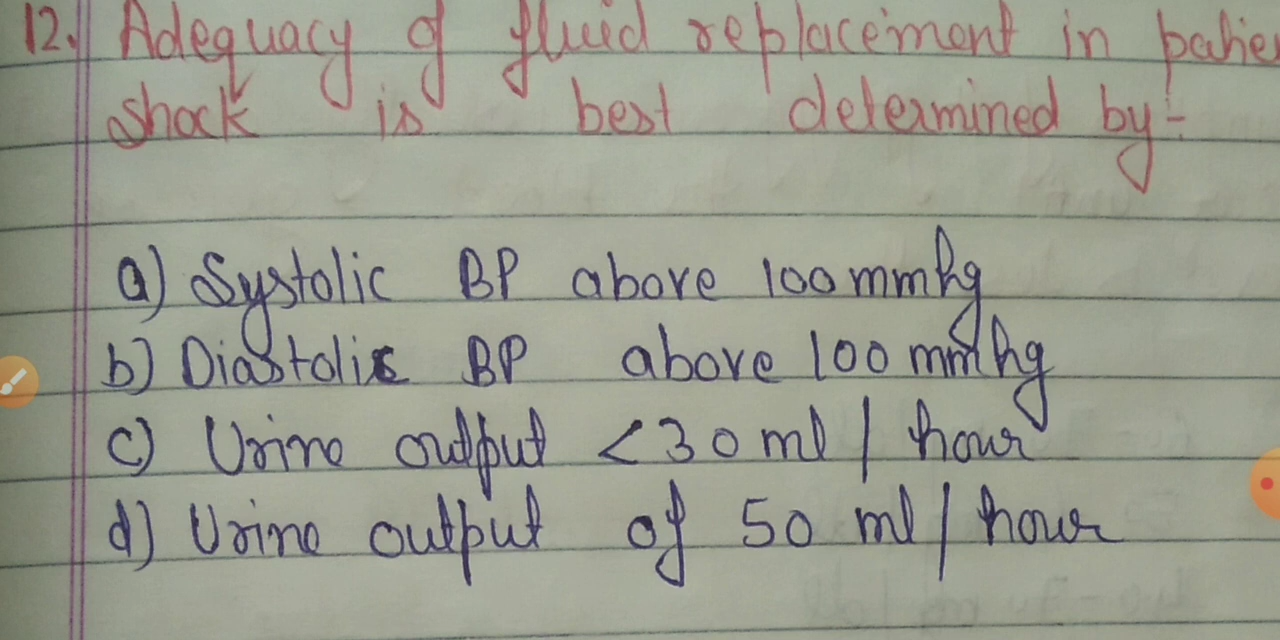 12. Adequacy of fluid replacement in
shock is best determined by:-
a) Systolic BP above 100 mmhg
b) Diastolic BP above 100 mmhg
c) Urine output <30 ml / hour
d) Urine output of 50 ml / hour